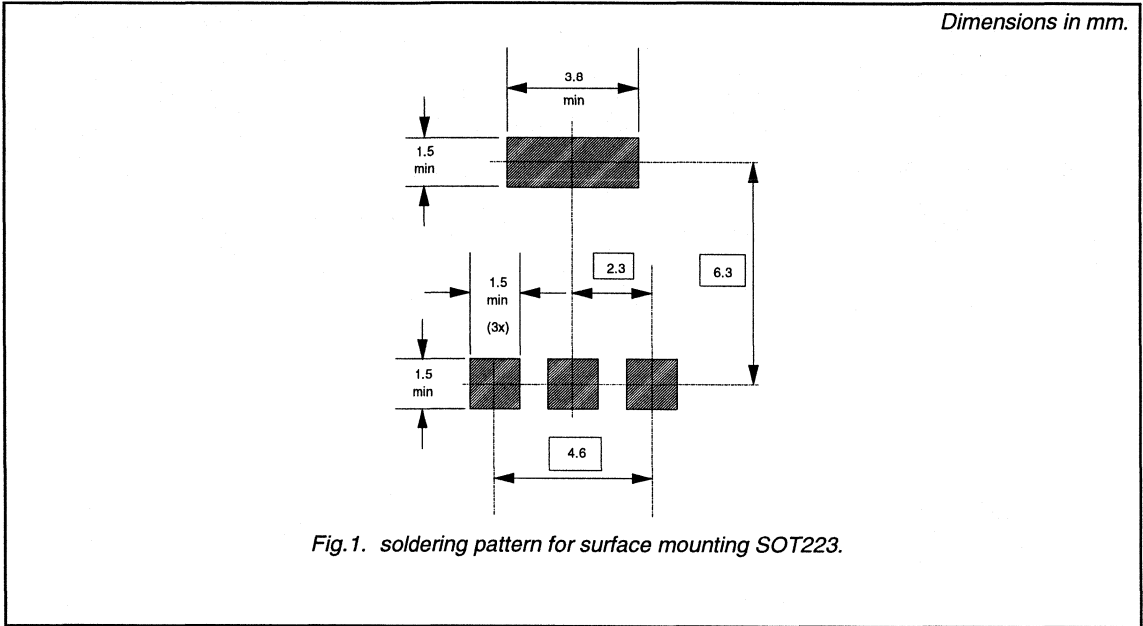 Dimensions in mm.
3.8
min
1.5
min
2.3
6.3
1.5
min
(3x)
1.5
min
4.6
Fig.1. soldering pattern for surface mounting SOT223.